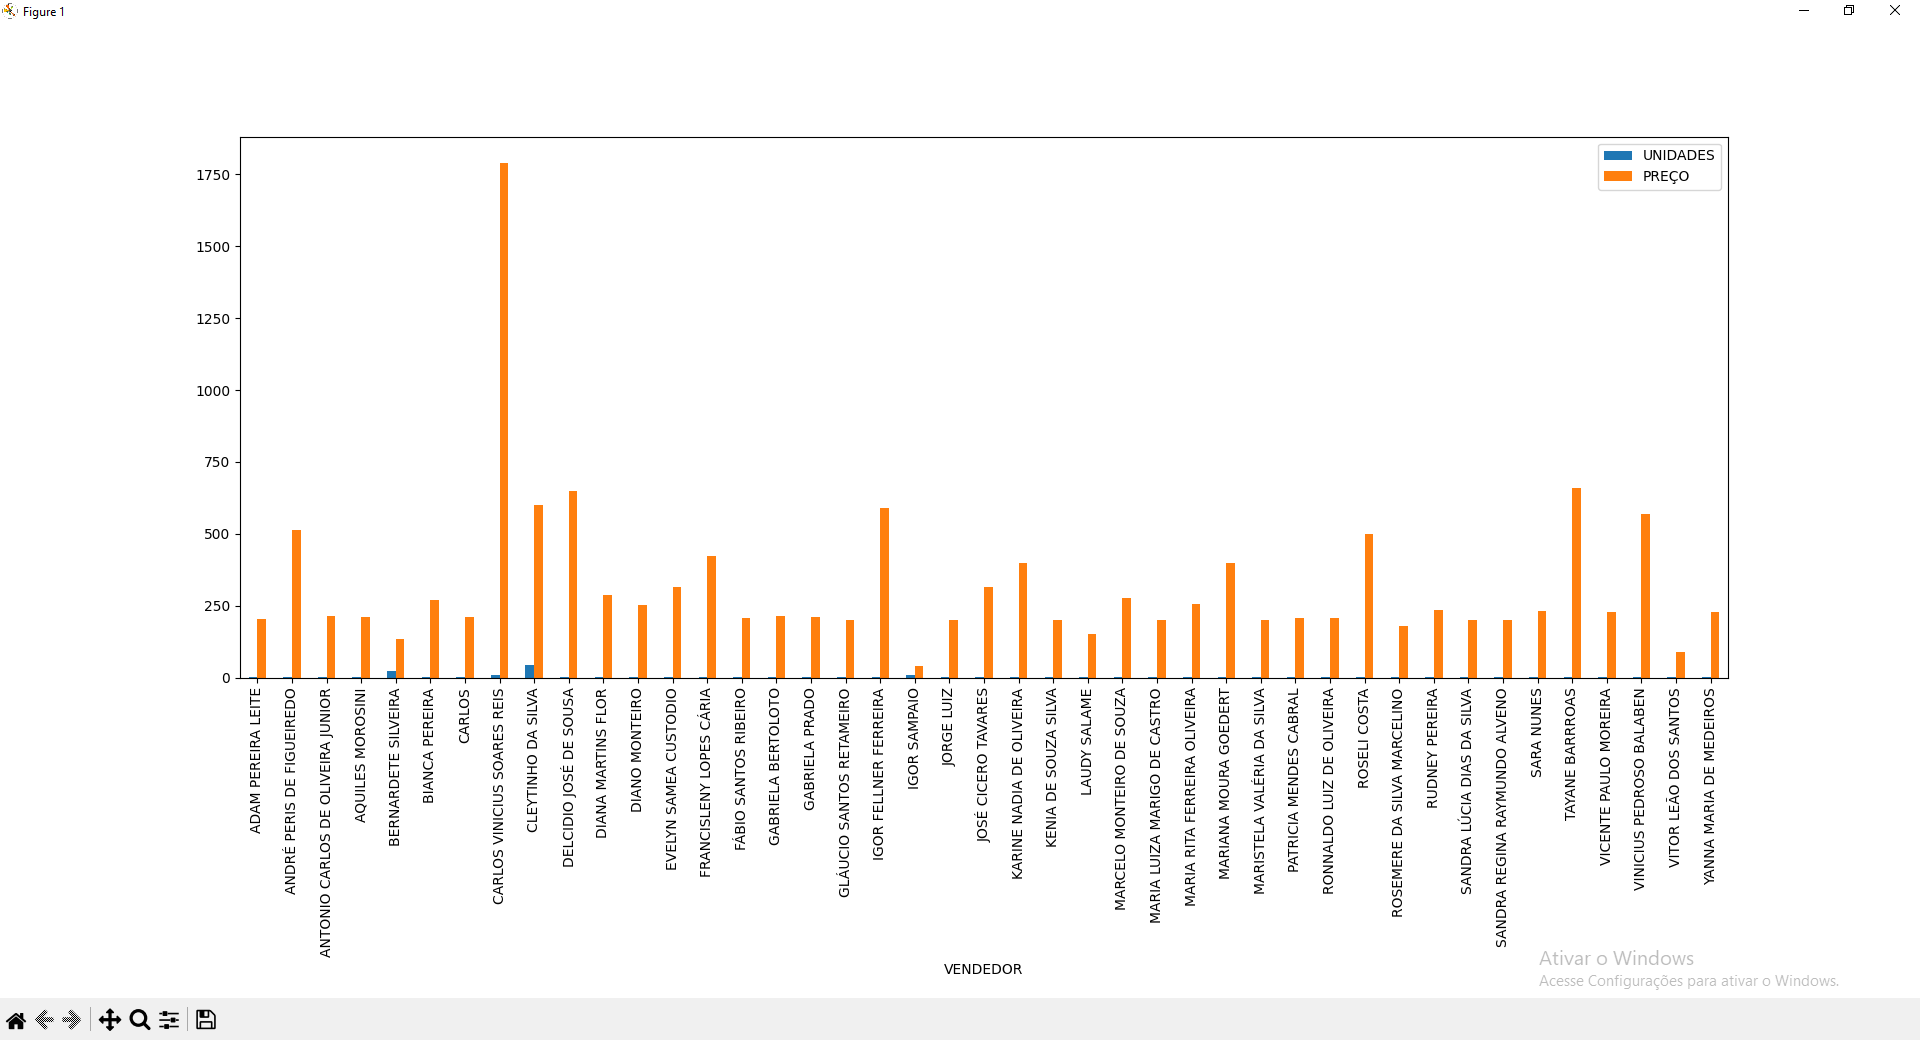 Figure 1
UNIDADES
PREÇO
1750
1500
1250
1000
750
500
250
0
ADAM PEREIRA LEITE
ANDRÉ PERIS DE FIGUEIREDO
ANTONIO CARLOS DE OLIVEIRA JUNIOR
AQUILES MOROSINI
BERNARDETE SILVEIRA
BIANCA PEREIRA
CARLOS
CARLOS VINICIUS SOARES REIS
CLEYTINHO DA SILVA
DELCIDIO JOSÉ DE SOUSA
DIANA MARTINS FLOR
DIANO MONTEIRO
EVELYN SAMEA CUSTODIO
FRANCISLENY LOPES CÁRIA
FÁBIO SANTOS RIBEIRO
GABRIELA BERTOLOTO
GABRIELA PRADO
GLÁUCIO SANTOS RETAMEIRO
IGOR FELLNER FERREIRA
IGOR SAMPAIO
JORGE LUIZ
JOSÉ CICERO TAVARES
KARINE NADIA DE OLIVEIRA
KENIA DE SOUZA SILVA
LAUDY SALAME
MARCELO MONTEIRO DE SOUZA
MARIA LUIZA MARIGO DE CASTRO
MARIA RITA FERREIRA OLIVEIRA
MARIANA MOURA GOEDERT
MARISTELA VALÉRIA DA SILVA
PATRICIA MENDES CABRAL
RONNALDO LUIZ DE OLIVEIRA
ROSELI COSTA
ROSEMERE DA SILVA MARCELINO
RUDNEY PEREIRA
SANDRA LÚCIA DIAS DA SILVA
SANDRA REGINA RAYMUNDO ALVENO
SARA NUNES
TAYANE BARRROAS
VICENTE PAULO MOREIRA
VINICIUS PEDROSO BALABEN
VITOR LEÃO DOS SANTOS
YANNA MARIA DE MEDEIROS
VENDEDOR
Ativar o Windows
Acesse Configurações para ativar o Windows.